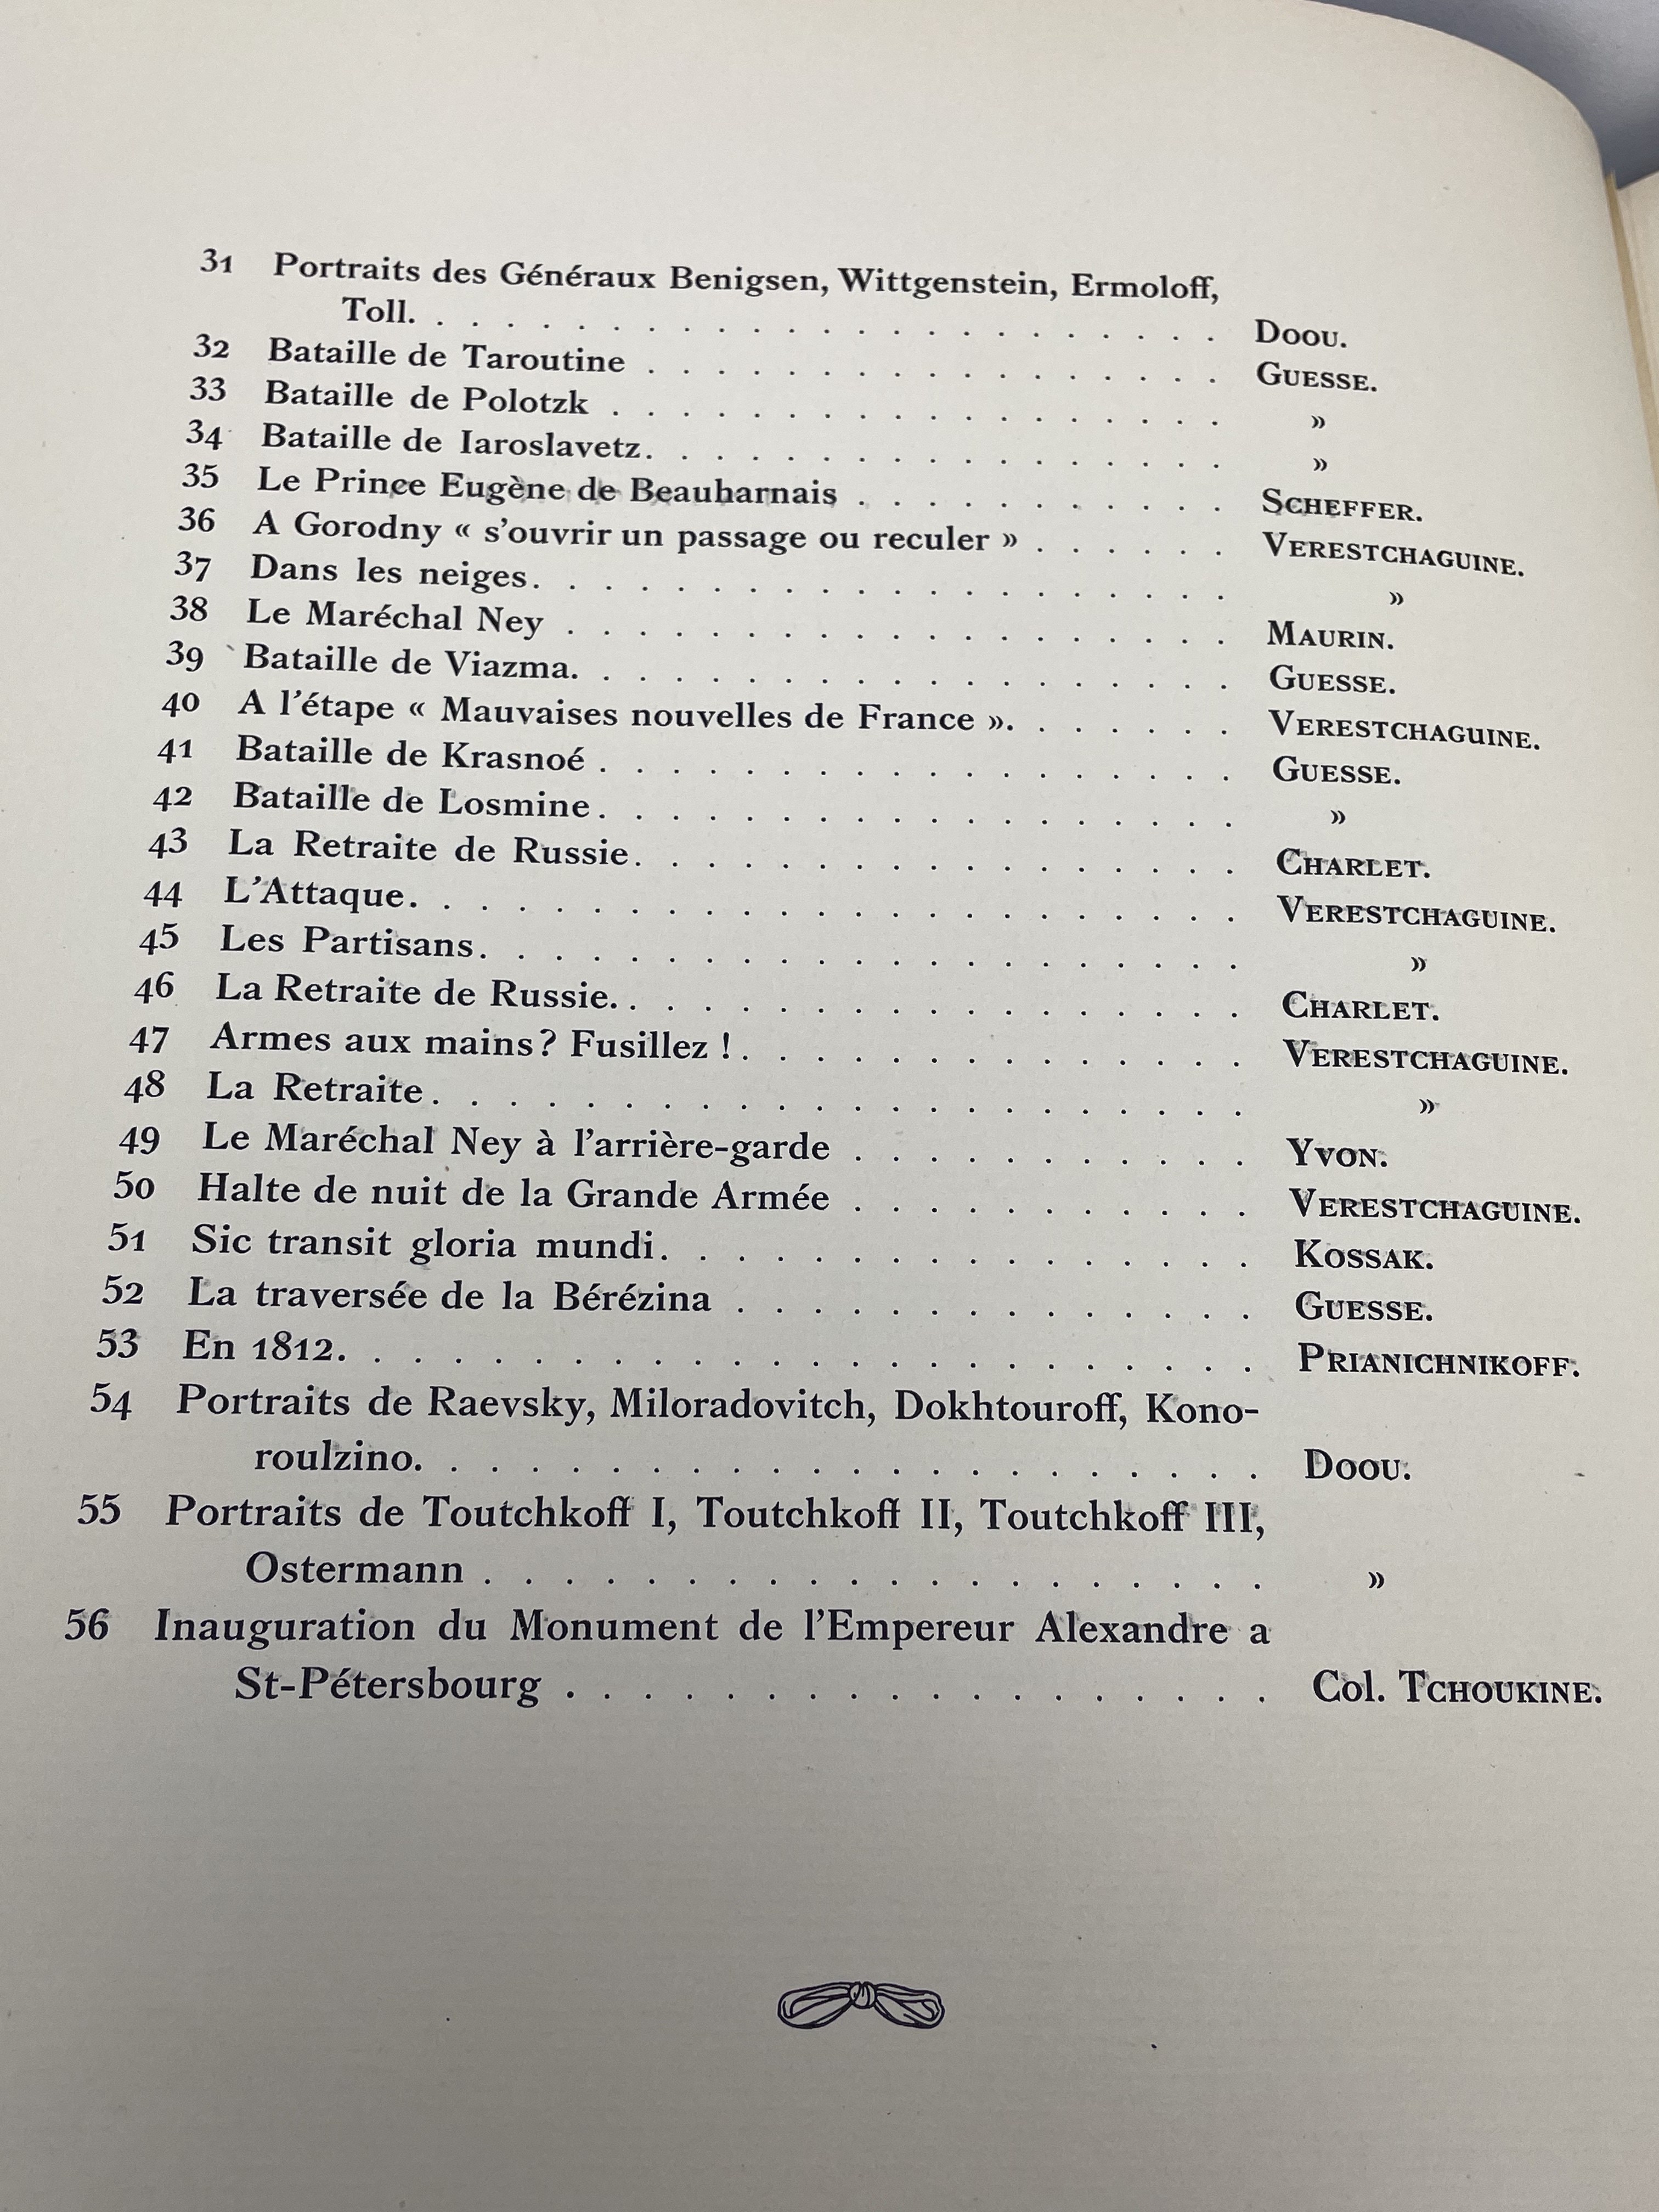 31 Portraits des Généraux Benigsen, Wittgenstein, Ermoloff,
Toll. . . . . . . . . . . . . . . . . . . . . . . . Doou.
32 Bataille de Taroutine . . . . . . . . . . . . . . . . . Guesse.
33 Bataille de Polotzk . . . . . . . . . . . . . . . . . . »
34 Bataille de Iaroslavetz. . . . . . . . . . . . . . . . . »
35 Le Prince Eugène de Beauharnais . . . . . . . . . . . Scheffer.
36 A Gorodny « s'ouvrir un passage ou reculer » . . . . . . Verestchaguine.
37 Dans les neiges. . . . . . . . . . . . . . . . . . . . . »
38 Le Maréchal Ney . . . . . . . . . . . . . . . . . . . . Maurin.
39 Bataille de Viazma. . . . . . . . . . . . . . . . . . . Guesse.
40 A l'étape « Mauvaises nouvelles de France ». . . . . . . Verestchaguine.
41 Bataille de Krasnoé . . . . . . . . . . . . . . . . . . Guesse.
42 Bataille de Losmine. . . . . . . . . . . . . . . . . . . »
43 La Retraite de Russie. . . . . . . . . . . . . . . . . . Charlet.
44 L'Attaque. . . . . . . . . . . . . . . . . . . . . . . . Verestchaguine.
45 Les Partisans. . . . . . . . . . . . . . . . . . . . . . »
46 La Retraite de Russie. . . . . . . . . . . . . . . . . . Charlet.
47 Armes aux mains? Fusillez !. . . . . . . . . . . . . . . Verestchaguine.
48 La Retraite. . . . . . . . . . . . . . . . . . . . . . . »
49 Le Maréchal Ney à l'arrière-garde . . . . . . . . . . . Yvon.
50 Halte de nuit de la Grande Armée . . . . . . . . . . . Verestchaguine.
51 Sic transit gloria mundi. . . . . . . . . . . . . . . . Kossak.
52 La traversée de la Bérézina . . . . . . . . . . . . . . Guesse.
53 En 1812. . . . . . . . . . . . . . . . . . . . . . . . Prianichnikoff.
54 Portraits de Raevsky, Miloradovitch, Dokhtouroff, Kono-
roulzino. . . . . . . . . . . . . . . . . . . . . . Doou.
55 Portraits de Toutchkoff I, Toutchkoff II, Toutchkoff III,
Ostermann . . . . . . . . . . . . . . . . . . . . »
56 Inauguration du Monument de l'Empereur Alexandre a
St-Pétersbourg . . . . . . . . . . . . . . . . . . Col. Tchoukine.